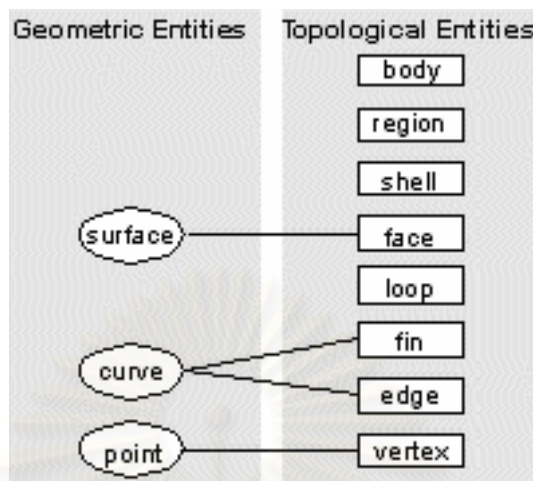 Geometric Entities
Topological Entities
body
region
shell
surface
face
loop
fin
curve
edge
point
vertex